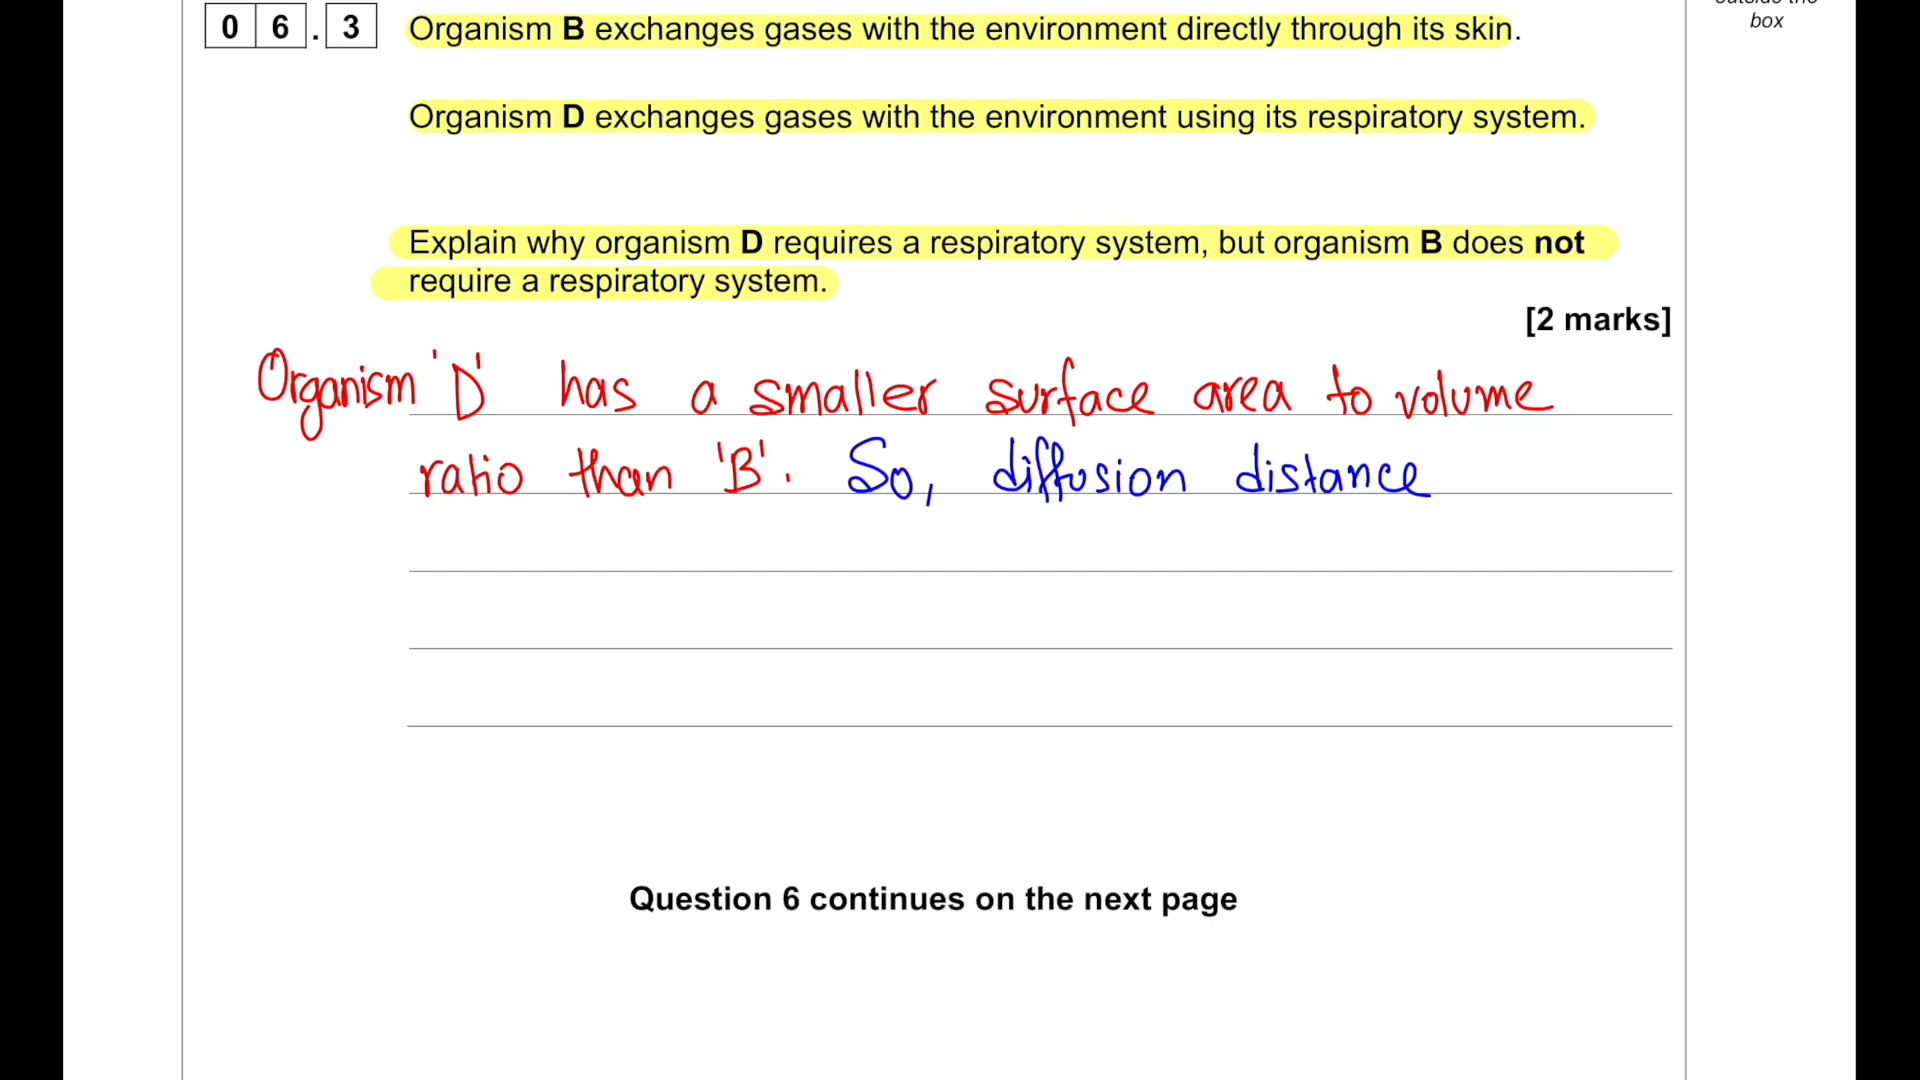 outside the
box
0 6 . 3 Organism B exchanges gases with the environment directly through its skin.
Organism D exchanges gases with the environment using its respiratory system.
Explain why organism D requires a respiratory system, but organism B does not
require a respiratory system.
[2 marks]
Organism 'D' has a smaller surface area to volume
ratio than 'B'. So, diffusion distance
Question 6 continues on the next page